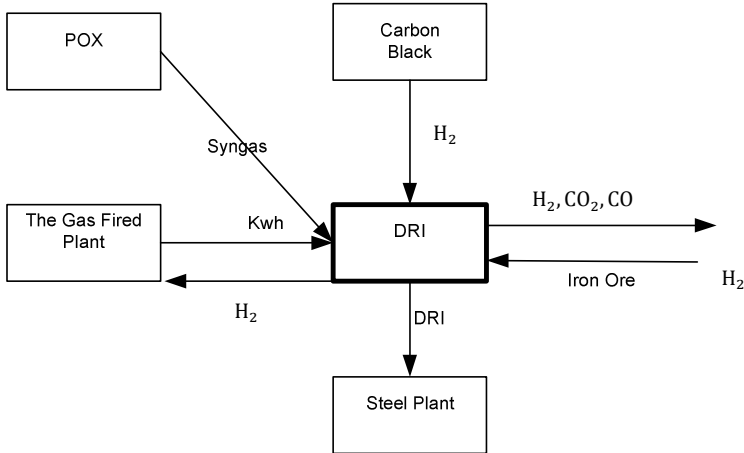 POX
Carbon
Black
Syngas
H₂
The Gas Fired
Plant
Kwh
DRI
H₂,CO₂,CO
Iron Ore
H₂
H₂
DRI
Steel Plant